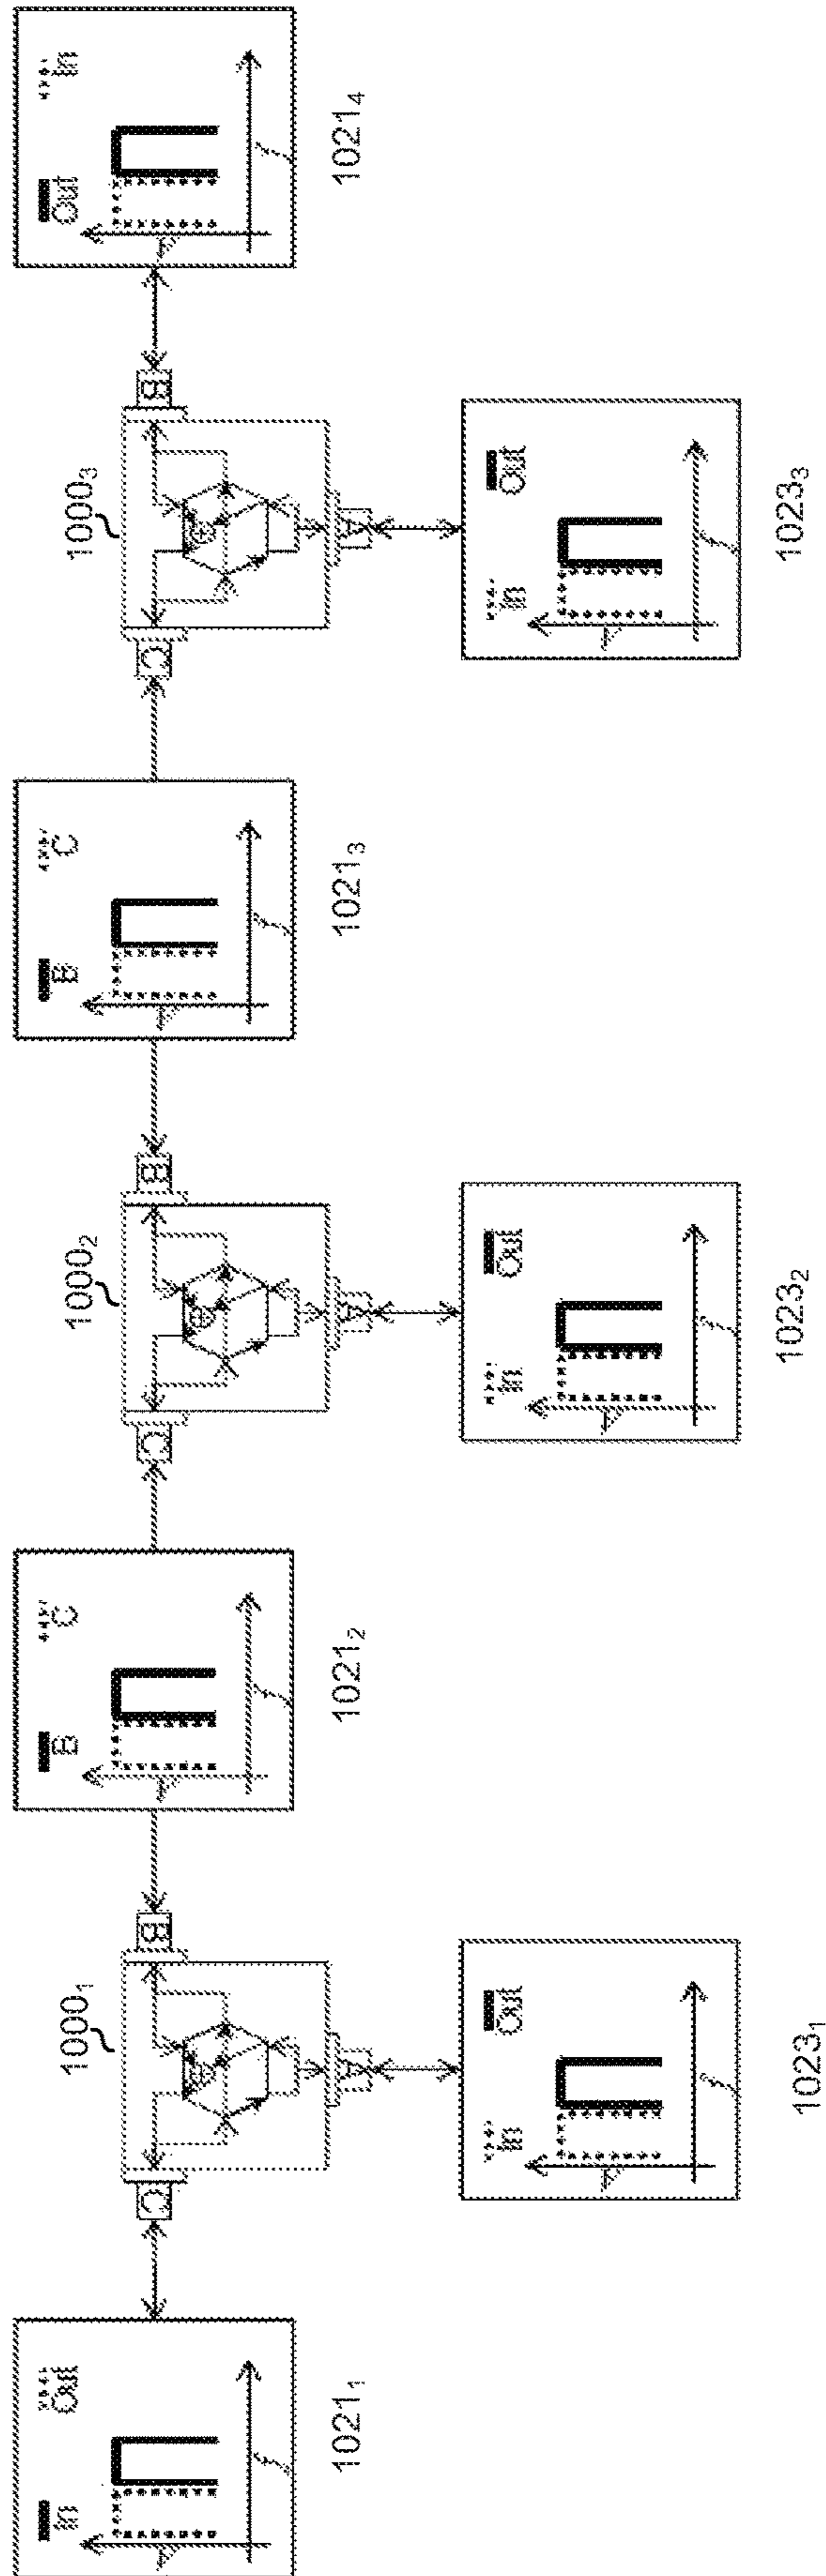 In Out
1021₁
C
1000₁
B
A
In Out
1023₁
B C
1021₂
C
1000₂
B
A
In Out
1023₂
B C
1021₃
C
1000₃
B
A
In Out
1023₃
Out In
1021₄